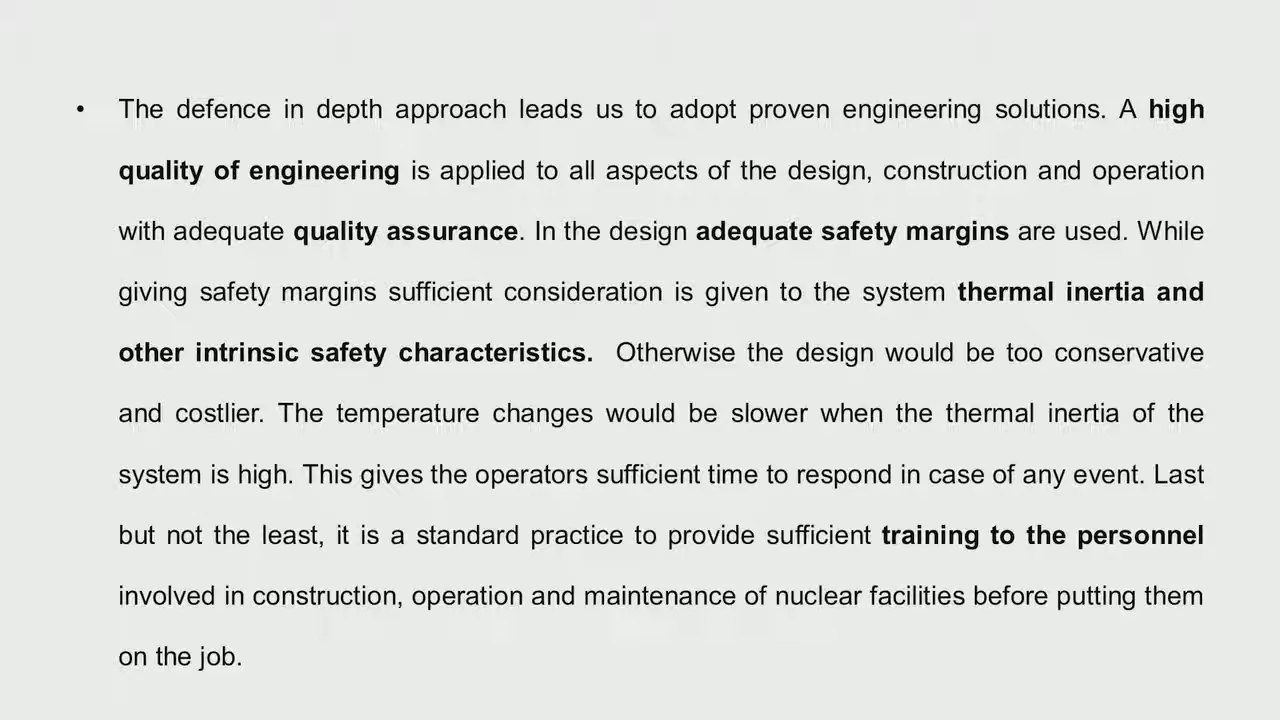 • The defence in depth approach leads us to adopt proven engineering solutions. A high
quality of engineering is applied to all aspects of the design, construction and operation
with adequate quality assurance. In the design adequate safety margins are used. While
giving safety margins sufficient consideration is given to the system thermal inertia and
other intrinsic safety characteristics. Otherwise the design would be too conservative
and costlier. The temperature changes would be slower when the thermal inertia of the
system is high. This gives the operators sufficient time to respond in case of any event. Last
but not the least, it is a standard practice to provide sufficient training to the personnel
involved in construction, operation and maintenance of nuclear facilities before putting them
on the job.